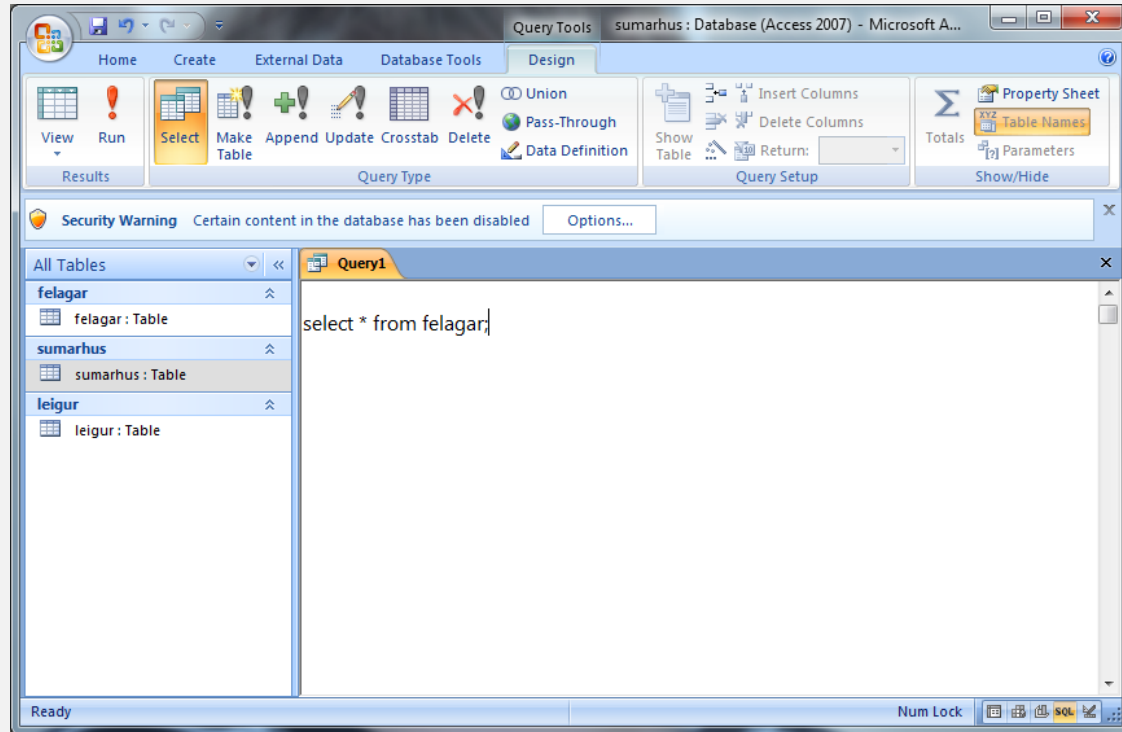 Query Tools sumarhus : Database (Access 2007) - Microsoft A...
Home Create External Data Database Tools Design
View Run Select Make Table Append Update Crosstab Delete
Union
Pass-Through
Data Definition
Show Table
Insert Columns
Delete Columns
Return:
Totals
Property Sheet
XYZ Table Names
[?] Parameters
Results Query Type Query Setup Show/Hide
Security Warning Certain content in the database has been disabled Options...
All Tables
felagar
felagar : Table
sumarhus
sumarhus : Table
leigur
leigur : Table
Query1
select * from felagar;
Ready Num Lock SQL